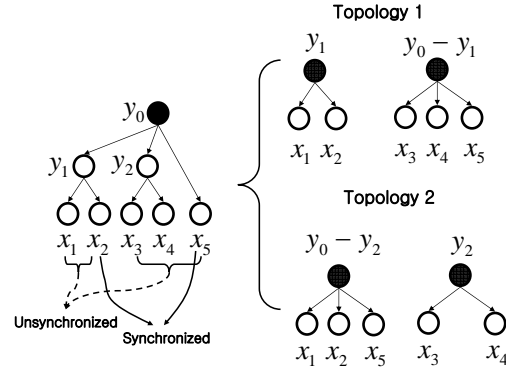 Topology 1
y₁ y₀ − y₁
x₁ x₂ x₃ x₄ x₅
y₀
y₁ y₂
x₁ x₂ x₃ x₄ x₅
Unsynchronized
Synchronized
Topology 2
y₀ − y₂ y₂
x₁ x₂ x₅ x₃ x₄